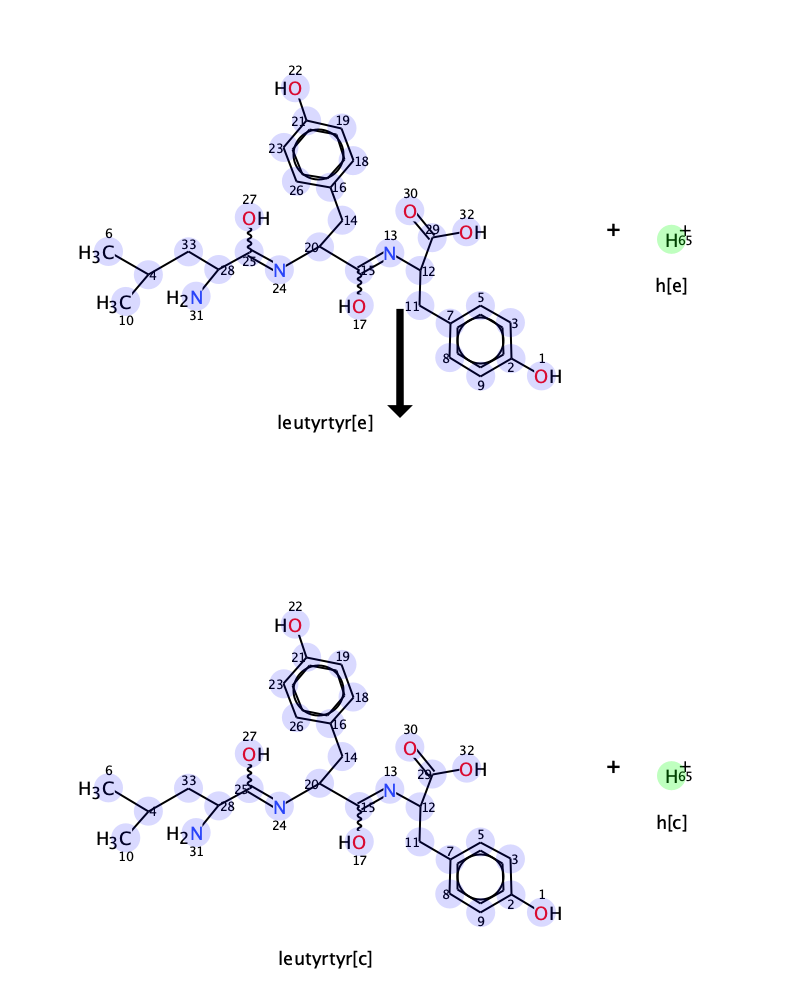 22
HO
21 19
23
18
26 16
27 30
OH 14 O 32
6 20 13 29 OH + H+ 65
H3C 33 25 N
4 28 N 15 12 h[e]
H3C H2N 24 HO 11 5
10 31 17 7 3
8 2 1
9 OH
leutyrtyr[e]
22
HO
21 19
23
18
26 16
27 30
OH 14 O 32
6 20 13 29 OH + H+ 65
H3C 33 25 N
4 28 N 15 12 h[c]
H3C H2N 24 HO 11 5
10 31 17 7 3
8 2 1
9 OH
leutyrtyr[c]